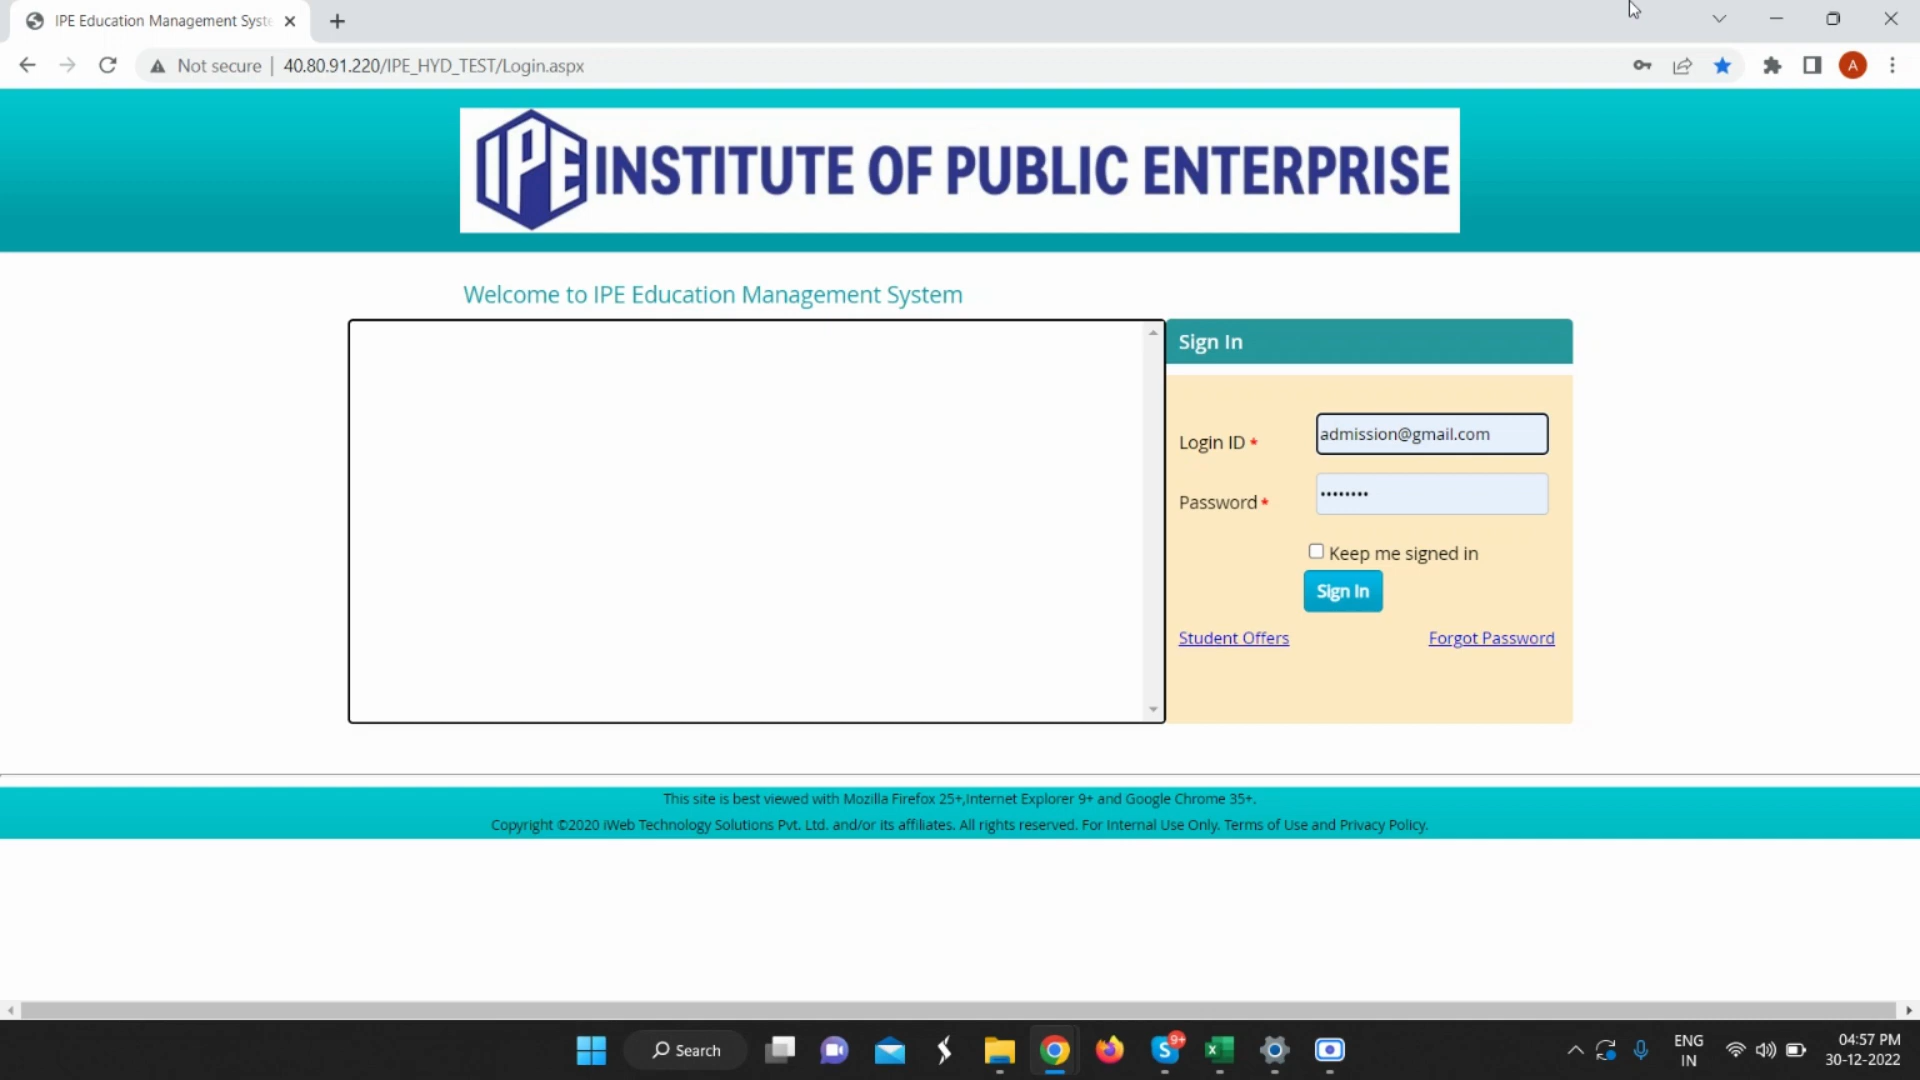 IPE Education Management Syste
Not secure | 40.80.91.220/IPE_HYD_TEST/Login.aspx
A
IPE INSTITUTE OF PUBLIC ENTERPRISE
Welcome to IPE Education Management System
Sign In
Login ID *
admission@gmail.com
Password *
••••••••
Keep me signed in
Sign In
Student Offers
Forgot Password
This site is best viewed with Mozilla Firefox 25+,Internet Explorer 9+ and Google Chrome 35+.
Copyright ©2020 iWeb Technology Solutions Pvt. Ltd. and/or its affiliates. All rights reserved. For Internal Use Only. Terms of Use and Privacy Policy.
Search
S
9+
X
ENG
IN
04:57 PM
30-12-2022